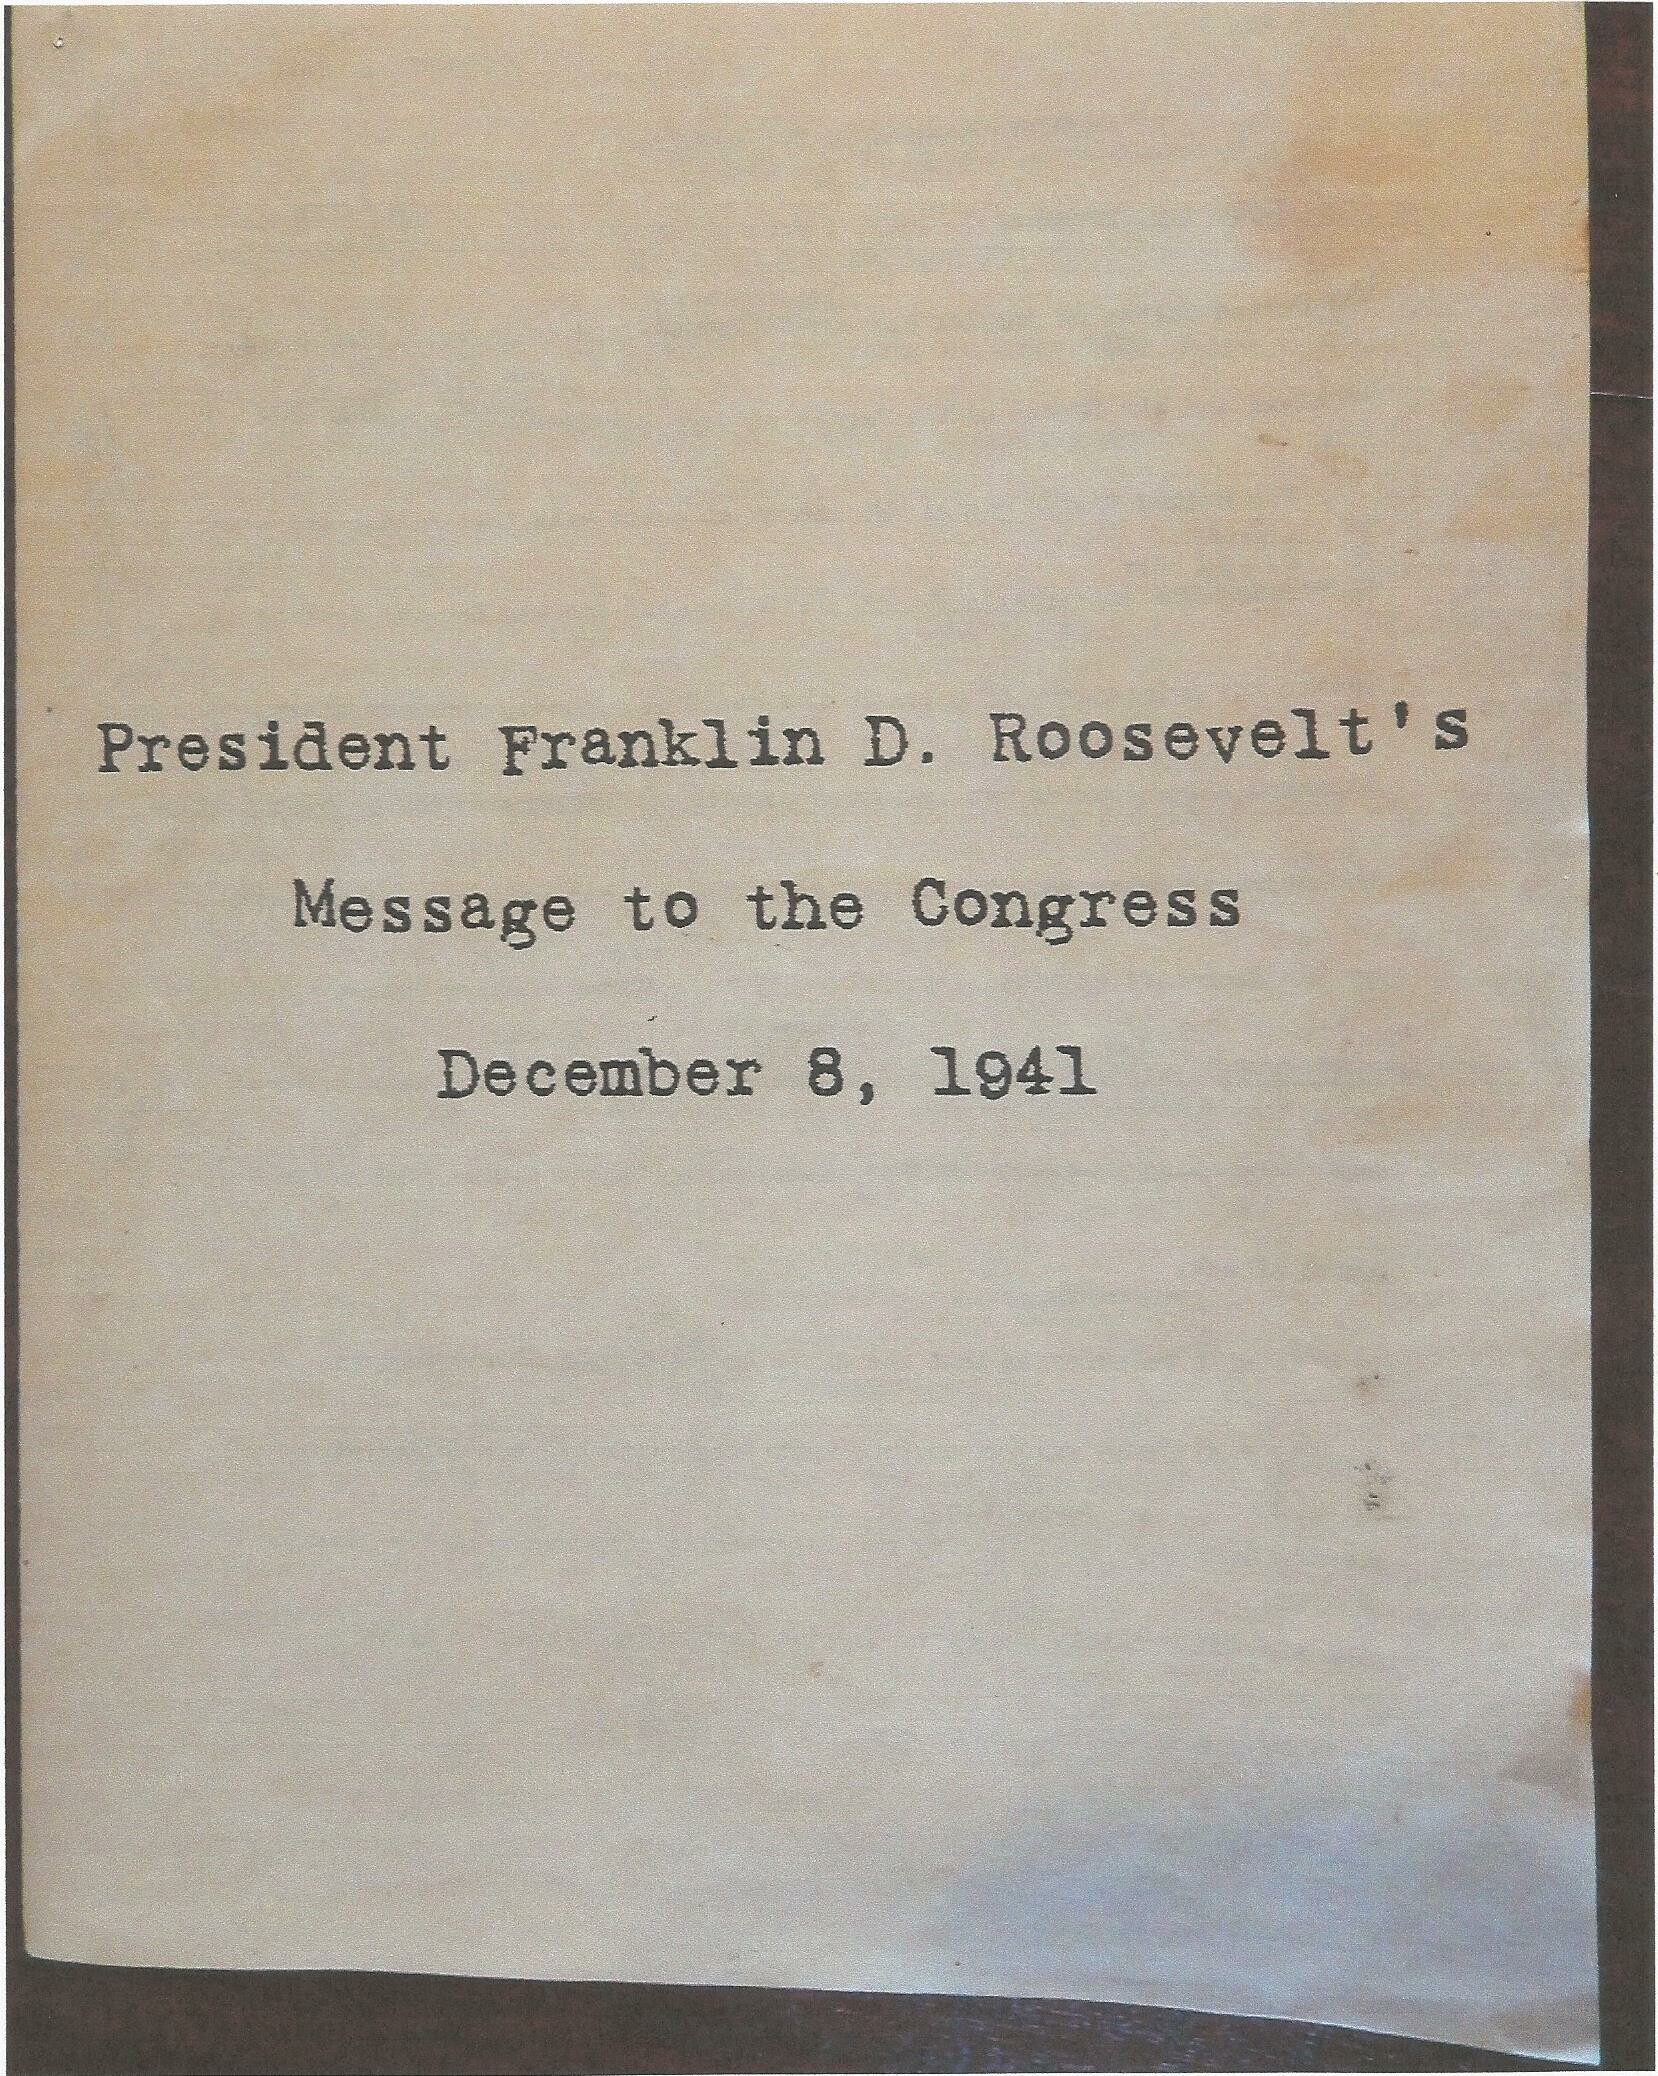 President Franklin D. Roosevelt's
Message to the Congress
December 8, 1941